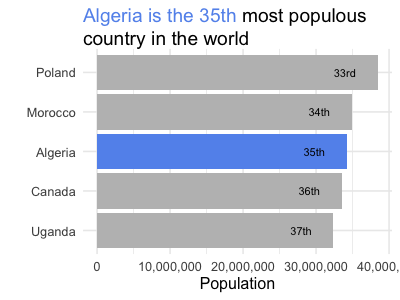 Algeria is the 35th most populous
country in the world
Poland 33rd
Morocco 34th
Algeria 35th
Canada 36th
Uganda 37th
0 10,000,000 20,000,000 30,000,000 40,000,
Population